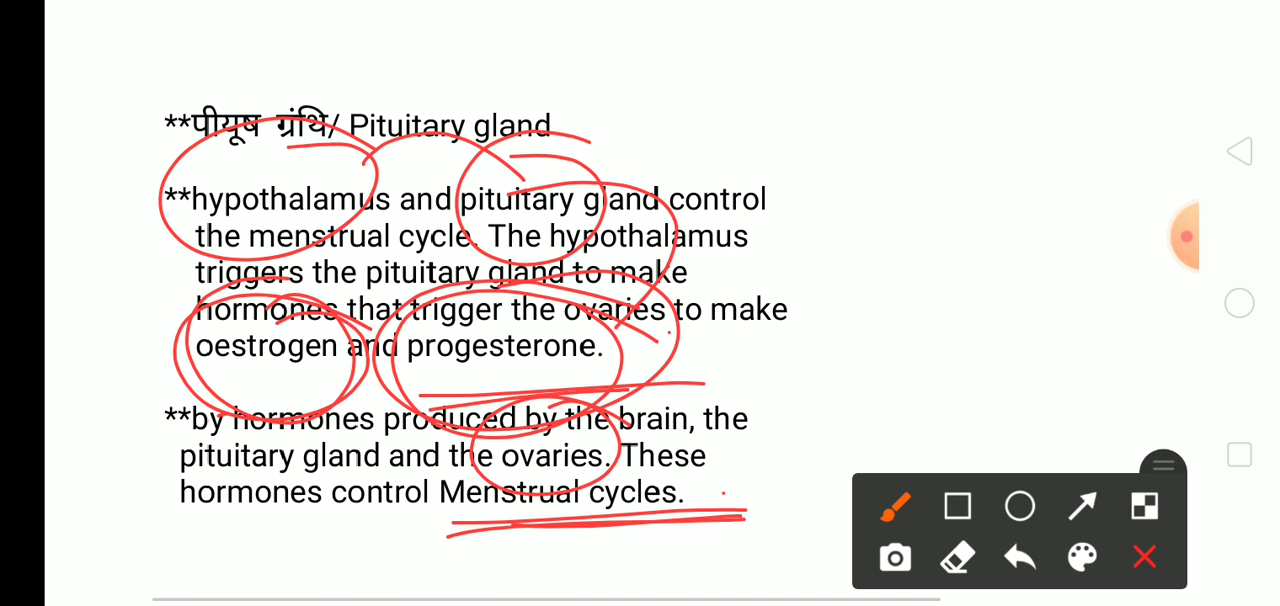 **पीयूष ग्रंथि/ Pituitary gland
**hypothalamus and pituitary gland control
the menstrual cycle. The hypothalamus
triggers the pituitary gland to make
hormones that trigger the ovaries to make
oestrogen and progesterone.
**by hormones produced by the brain, the
pituitary gland and the ovaries. These
hormones control Menstrual cycles.